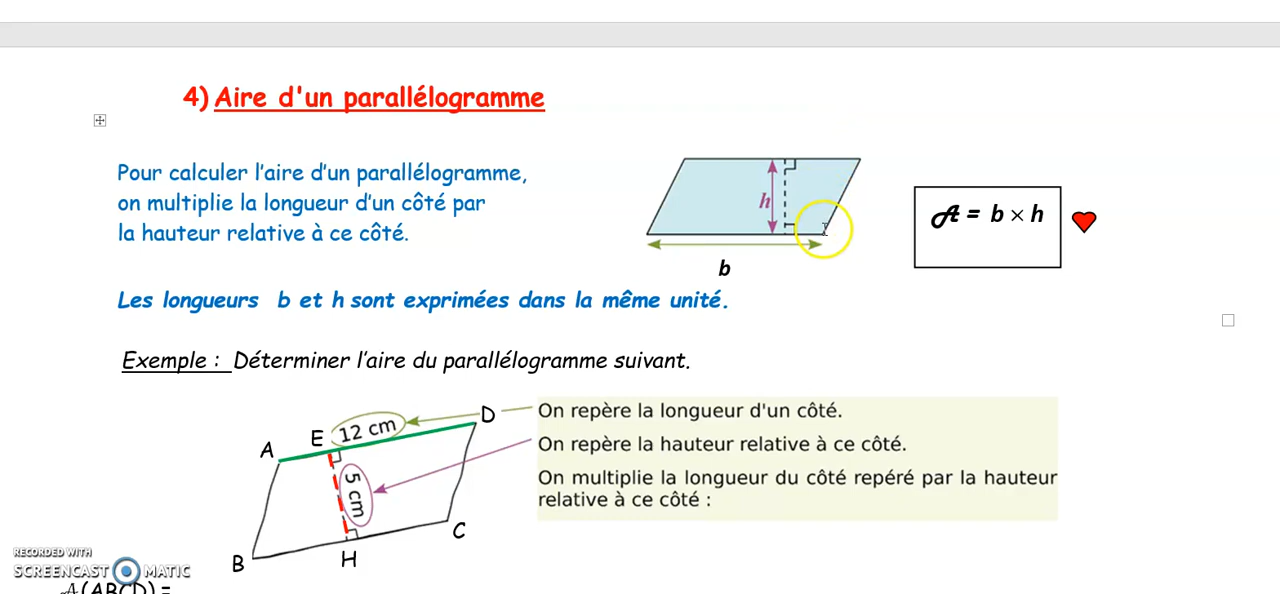 4) Aire d'un parallélogramme
Pour calculer l'aire d'un parallélogramme,
on multiplie la longueur d'un côté par
la hauteur relative à ce côté.
h
b
A = b × h
Les longueurs b et h sont exprimées dans la même unité.
Exemple : Déterminer l'aire du parallélogramme suivant.
A
E
12 cm
D
5 cm
B
H
C
On repère la longueur d'un côté.
On repère la hauteur relative à ce côté.
On multiplie la longueur du côté repéré par la hauteur
relative à ce côté :
RECORDED WITH
SCREENCAST MATIC
A(ABCD) =